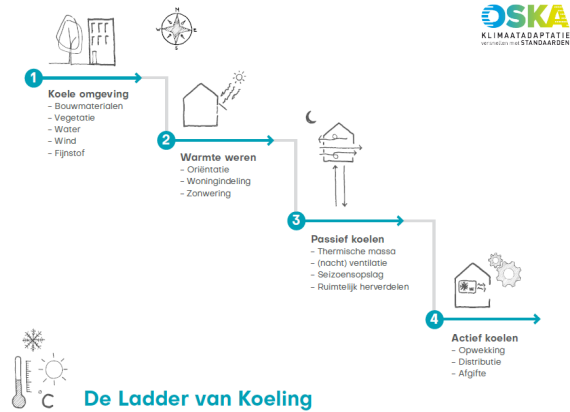 OSKA
KLIMAATADAPTATIE
versnellen met STANDAARDEN
1
Koele omgeving
- Bouwmaterialen
- Vegetatie
- Water
- Wind
- Fijnstof
2
Warmte weren
- Oriëntatie
- Woningindeling
- Zonwering
3
Passief koelen
- Thermische massa
- (nacht) ventilatie
- Seizoensopslag
- Ruimtelijk herverdelen
4
Actief koelen
- Opwekking
- Distributie
- Afgifte
°C
De Ladder van Koeling